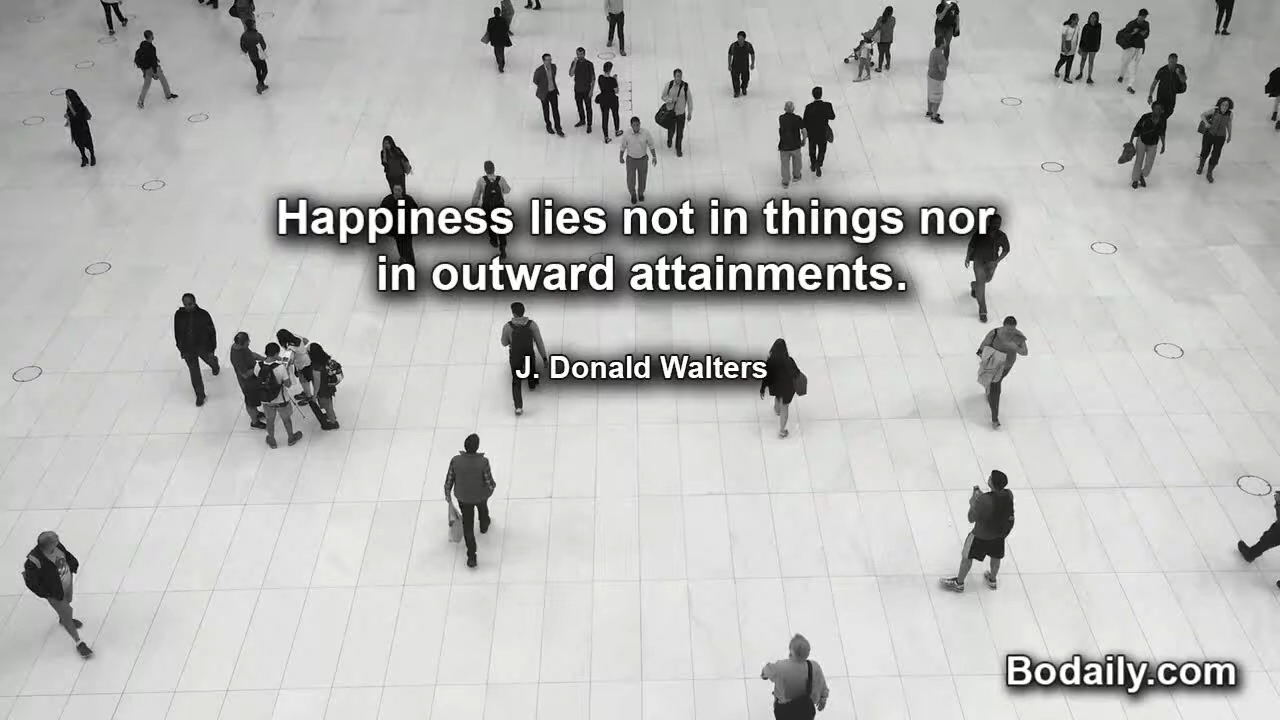 Happiness lies not in things nor
in outward attainments.
J. Donald Walters
Bodaily.com